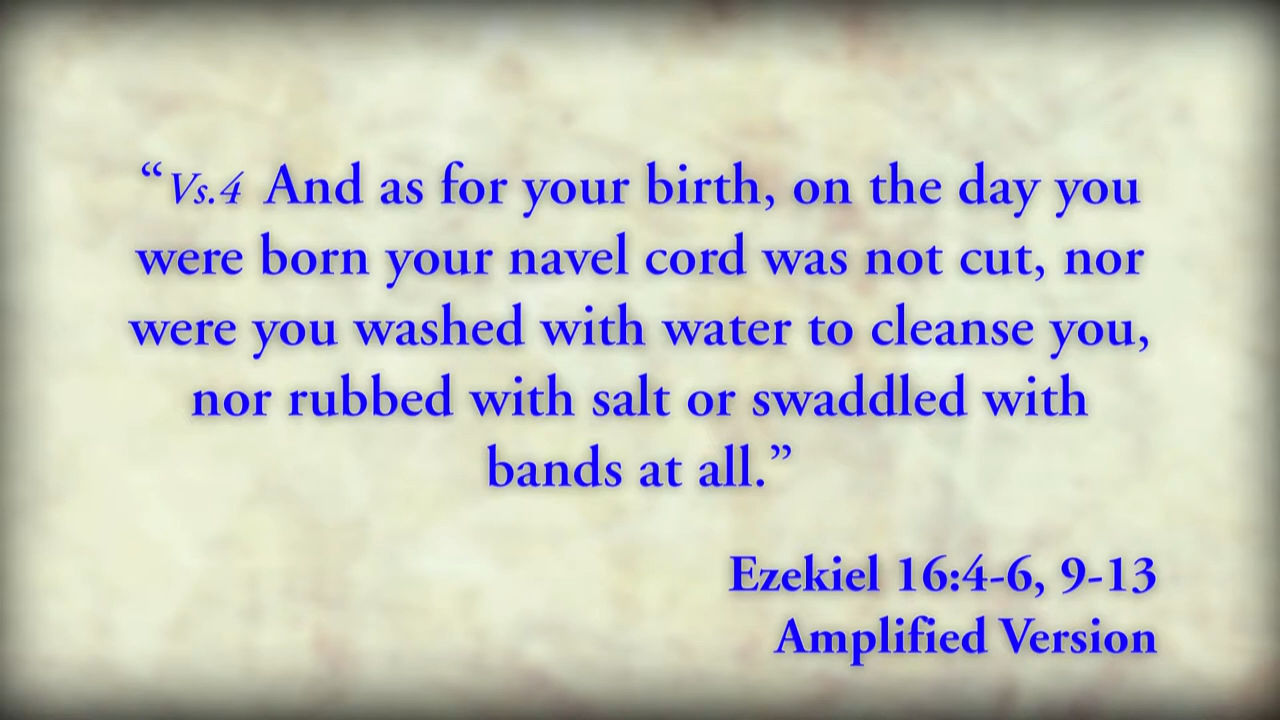 “Vs.4 And as for your birth, on the day you
were born your navel cord was not cut, nor
were you washed with water to cleanse you,
nor rubbed with salt or swaddled with
bands at all.”
Ezekiel 16:4-6, 9-13
Amplified Version